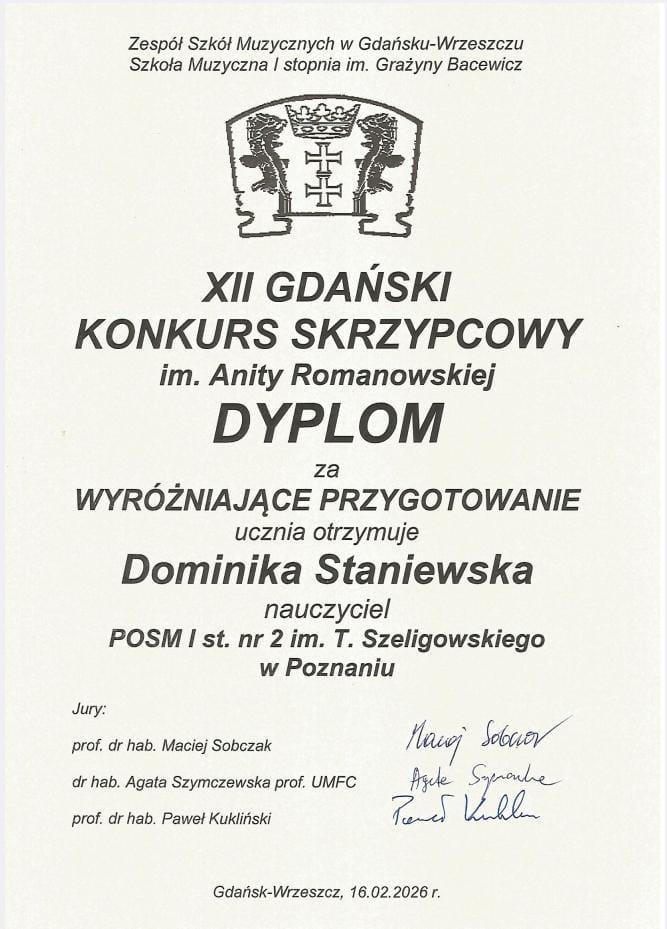 Zespół Szkół Muzycznych w Gdańsku-Wrzeszczu
Szkoła Muzyczna I stopnia im. Grażyny Bacewicz
XII GDAŃSKI
KONKURS SKRZYPCOWY
im. Anity Romanowskiej
DYPLOM
za
WYRÓŻNIAJĄCE PRZYGOTOWANIE
ucznia otrzymuje
Dominika Staniewska
nauczyciel
POSM I st. nr 2 im. T. Szeligowskiego
w Poznaniu
Jury:
prof. dr hab. Maciej Sobczak
dr hab. Agata Szymczewska prof. UMFC
prof. dr hab. Paweł Kukliński
Gdańsk-Wrzeszcz, 16.02.2026 r.